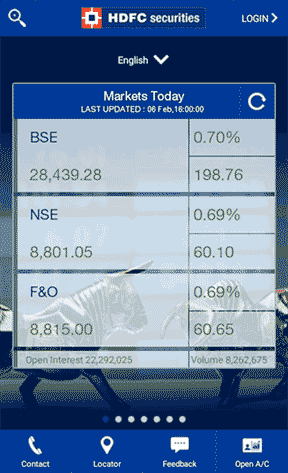 HDFC securities
LOGIN
English
Markets Today
LAST UPDATED : 06 Feb,16:00:00
BSE 0.70%
28,439.28 198.76
NSE 0.69%
8,801.05 60.10
F&O 0.69%
8,815.00 60.65
Open Interest 22,292,025 Volume 8,262,675
Contact Locator Feedback Open A/C